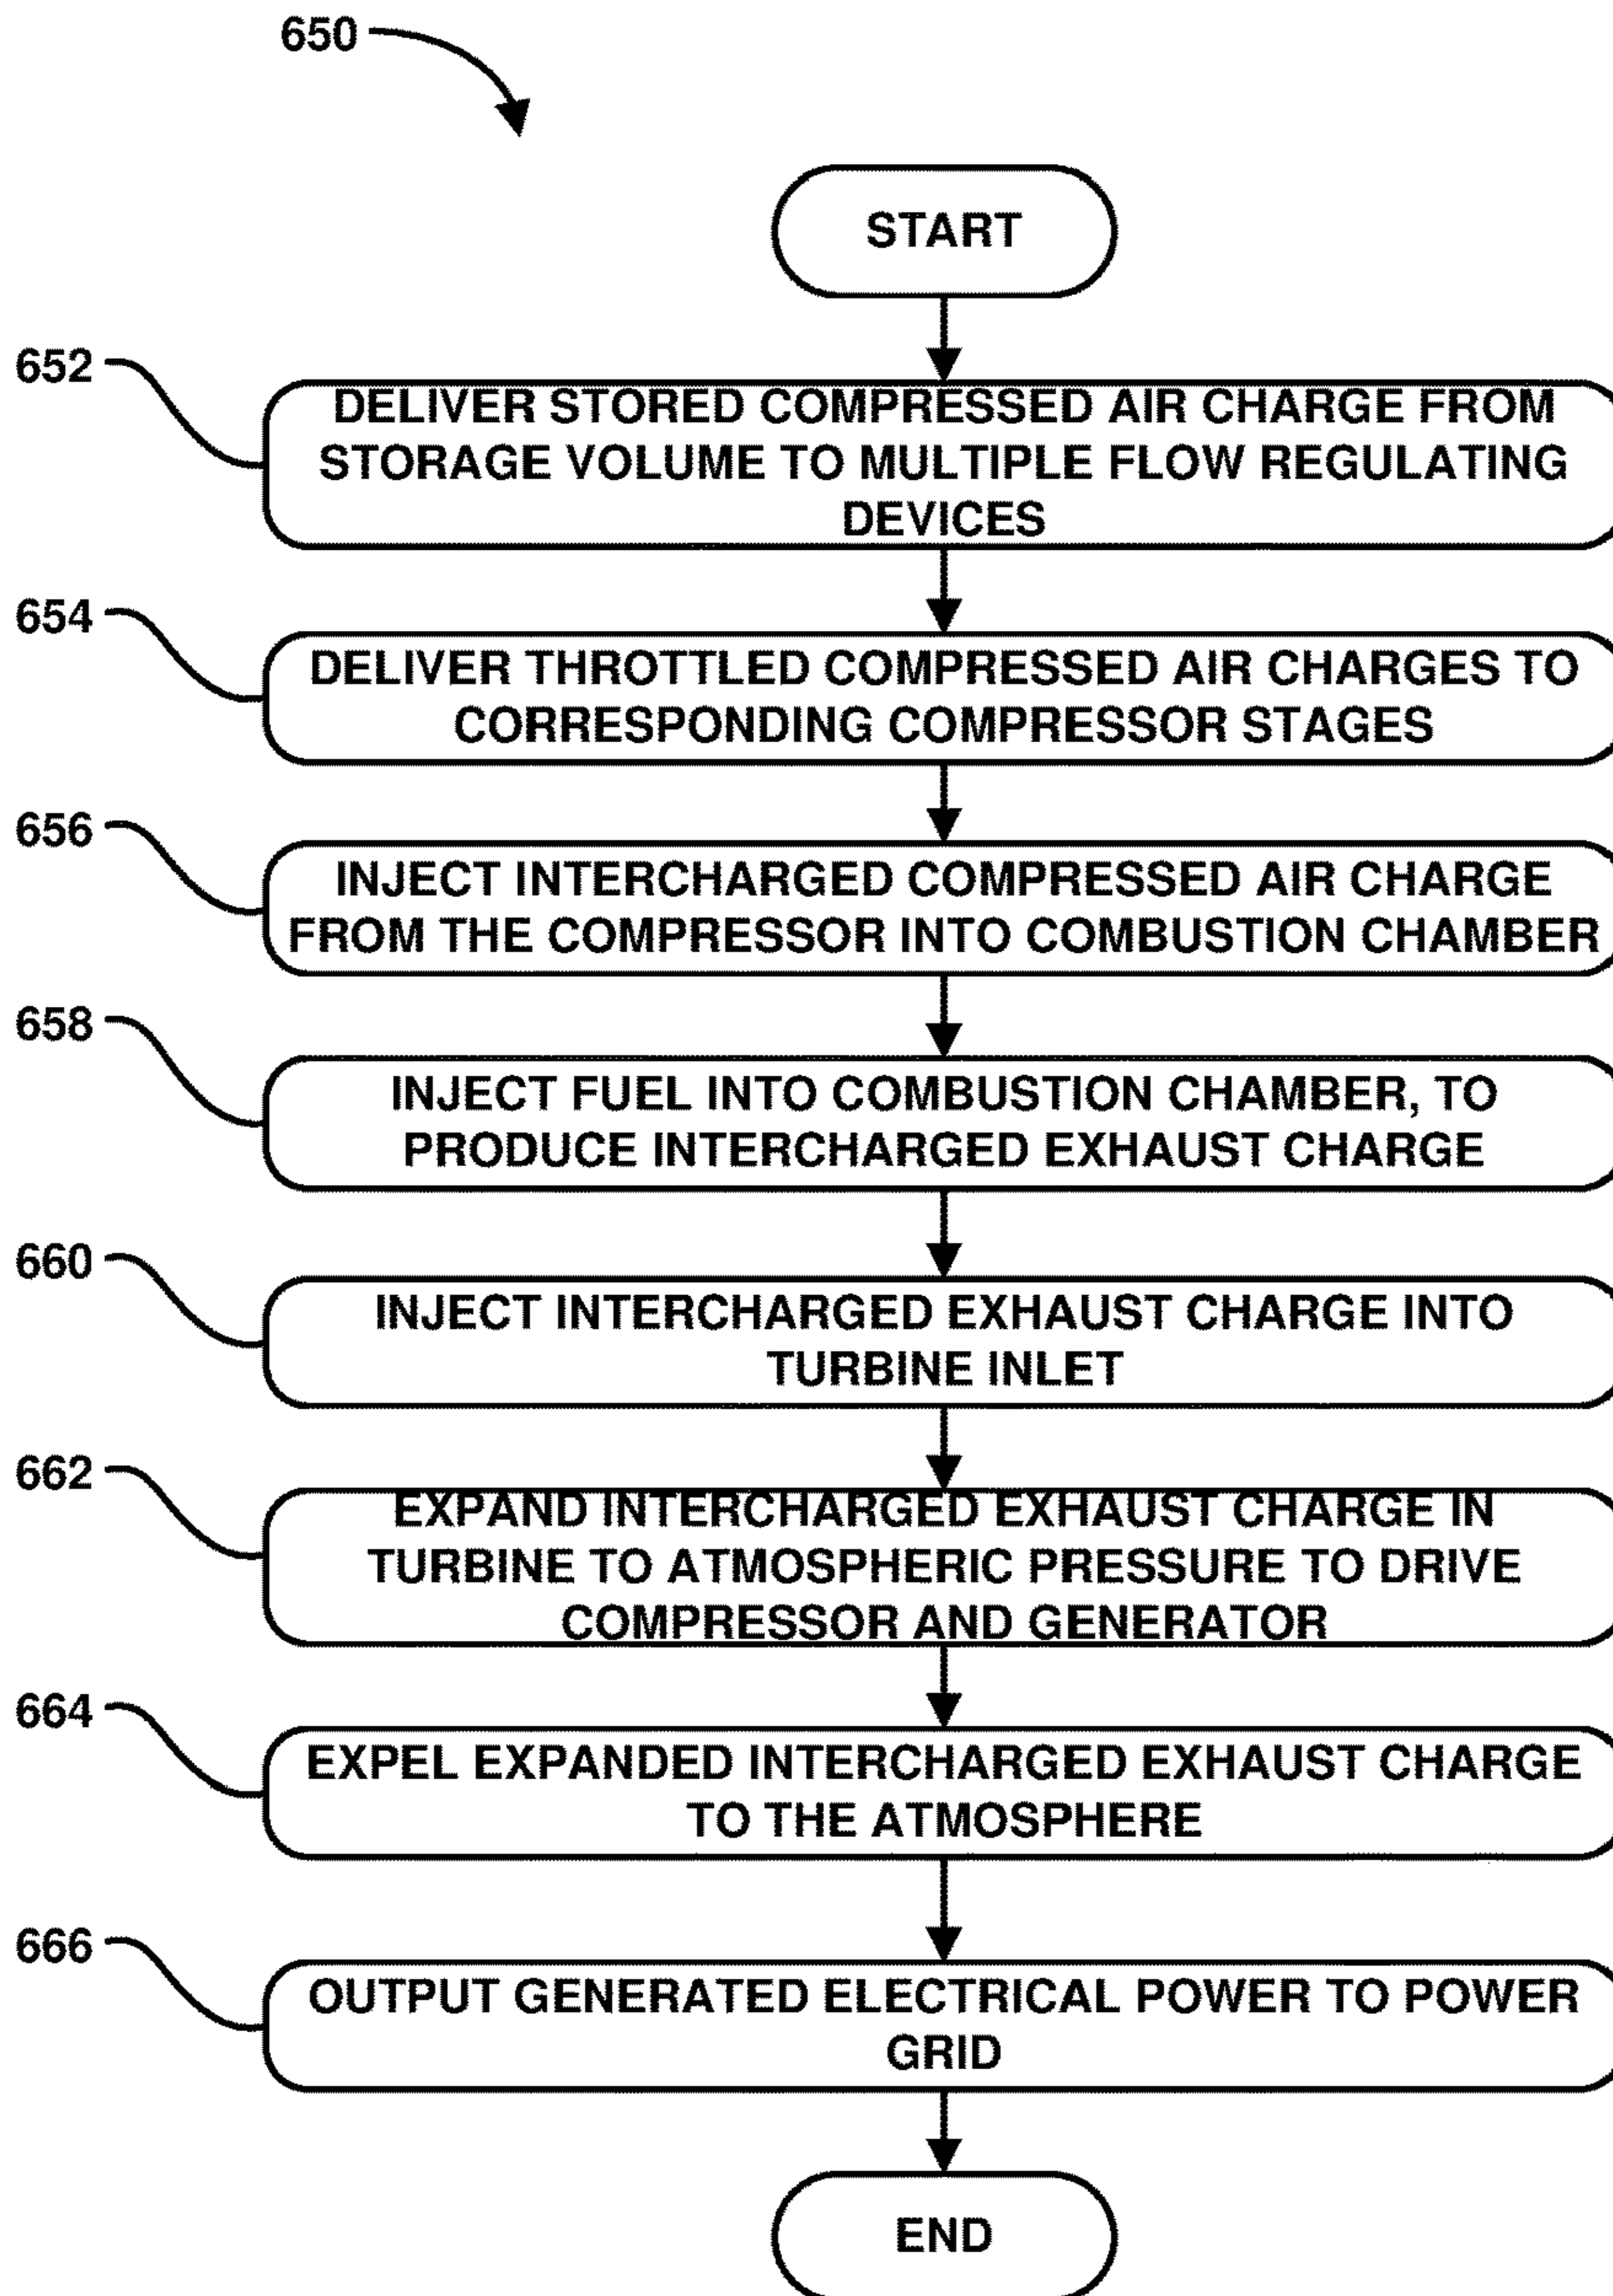 650
START
652
DELIVER STORED COMPRESSED AIR CHARGE FROM
STORAGE VOLUME TO MULTIPLE FLOW REGULATING
DEVICES
654
DELIVER THROTTLED COMPRESSED AIR CHARGES TO
CORRESPONDING COMPRESSOR STAGES
656
INJECT INTERCHARGED COMPRESSED AIR CHARGE
FROM THE COMPRESSOR INTO COMBUSTION CHAMBER
658
INJECT FUEL INTO COMBUSTION CHAMBER, TO
PRODUCE INTERCHARGED EXHAUST CHARGE
660
INJECT INTERCHARGED EXHAUST CHARGE INTO
TURBINE INLET
662
EXPAND INTERCHARGED EXHAUST CHARGE IN
TURBINE TO ATMOSPHERIC PRESSURE TO DRIVE
COMPRESSOR AND GENERATOR
664
EXPEL EXPANDED INTERCHARGED EXHAUST CHARGE
TO THE ATMOSPHERE
666
OUTPUT GENERATED ELECTRICAL POWER TO POWER
GRID
END